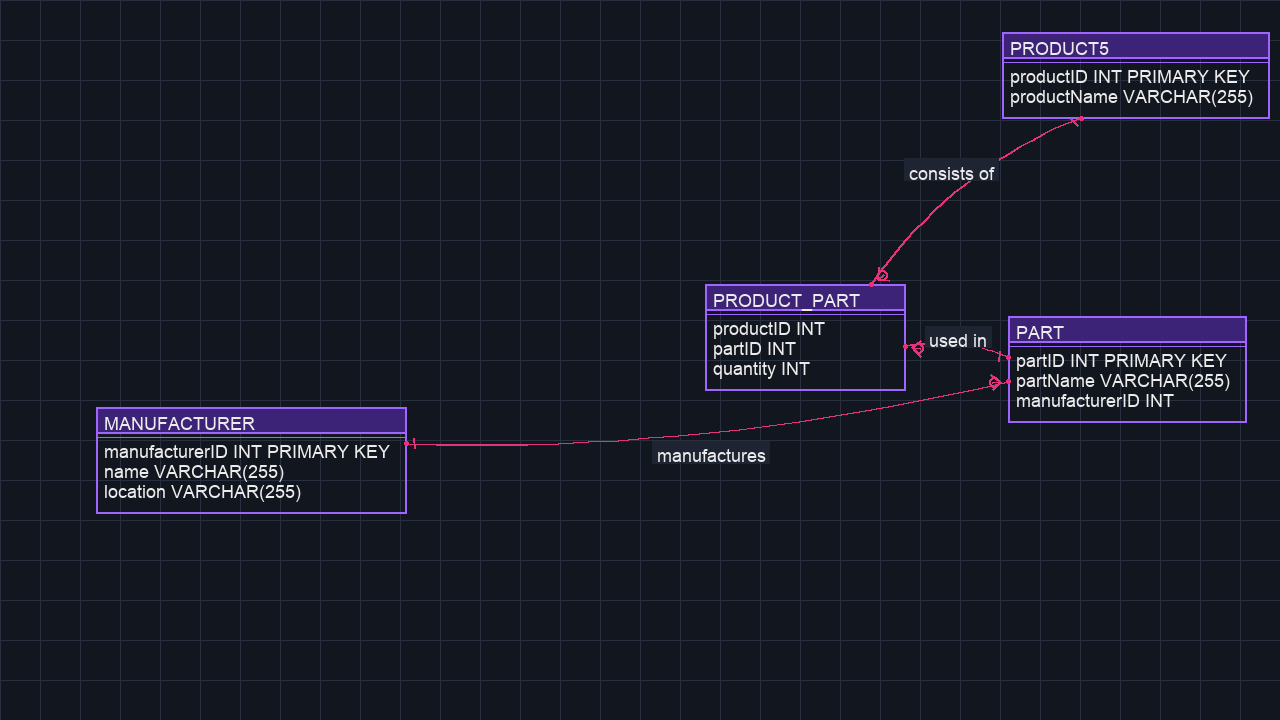 PRODUCT5
productID INT PRIMARY KEY
productName VARCHAR(255)
consists of
PRODUCT_PART
productID INT
partID INT
quantity INT
used in
PART
partID INT PRIMARY KEY
partName VARCHAR(255)
manufacturerID INT
MANUFACTURER
manufacturerID INT PRIMARY KEY
name VARCHAR(255)
location VARCHAR(255)
manufactures